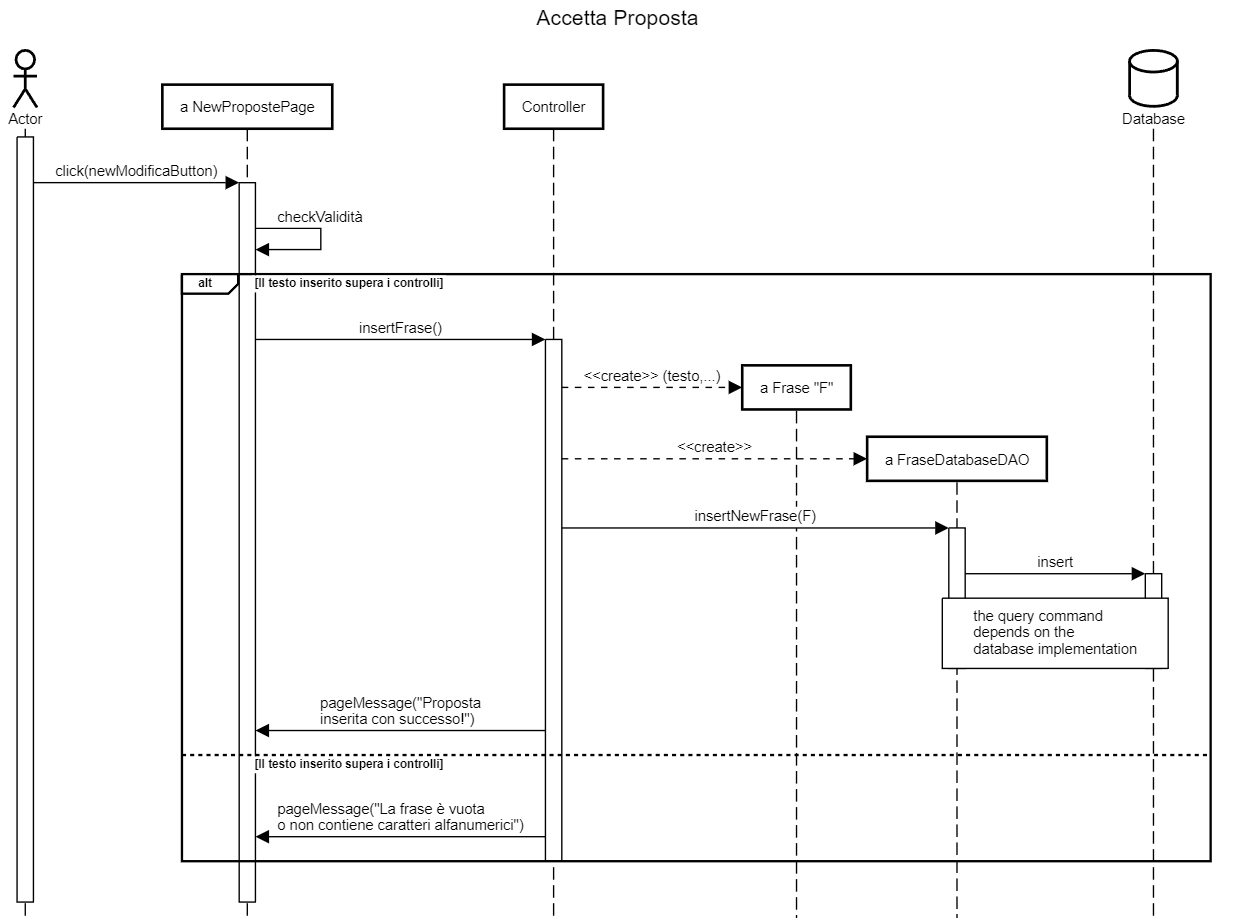 Accetta Proposta
Actor
a NewPropostePage
Controller
Database
click(newModificaButton)
checkValidità
alt
[Il testo inserito supera i controlli]
insertFrase()
<<create>> (testo,...)
a Frase "F"
<<create>>
a FraseDatabaseDAO
insertNewFrase(F)
insert
the query command
depends on the
database implementation
pageMessage("Proposta
inserita con successo!")
[Il testo inserito supera i controlli]
pageMessage("La frase è vuota
o non contiene caratteri alfanumerici")